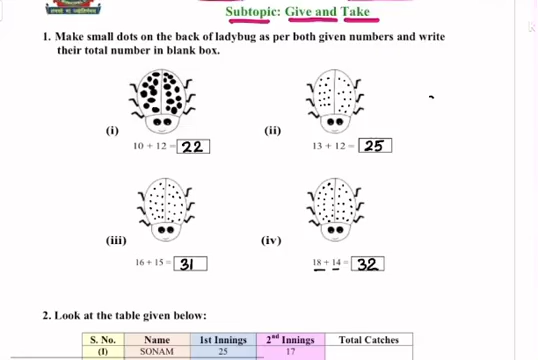 Subtopic: Give and Take
1. Make small dots on the back of ladybug as per both given numbers and write
their total number in blank box.
(i)
10 + 12 = 22
(ii)
13 + 12 = 25
(iii)
16 + 15 = 31
(iv)
18 + 14 = 32
2. Look at the table given below:
S. No. Name 1st Innings 2nd Innings Total Catches
(I) SONAM 25 17